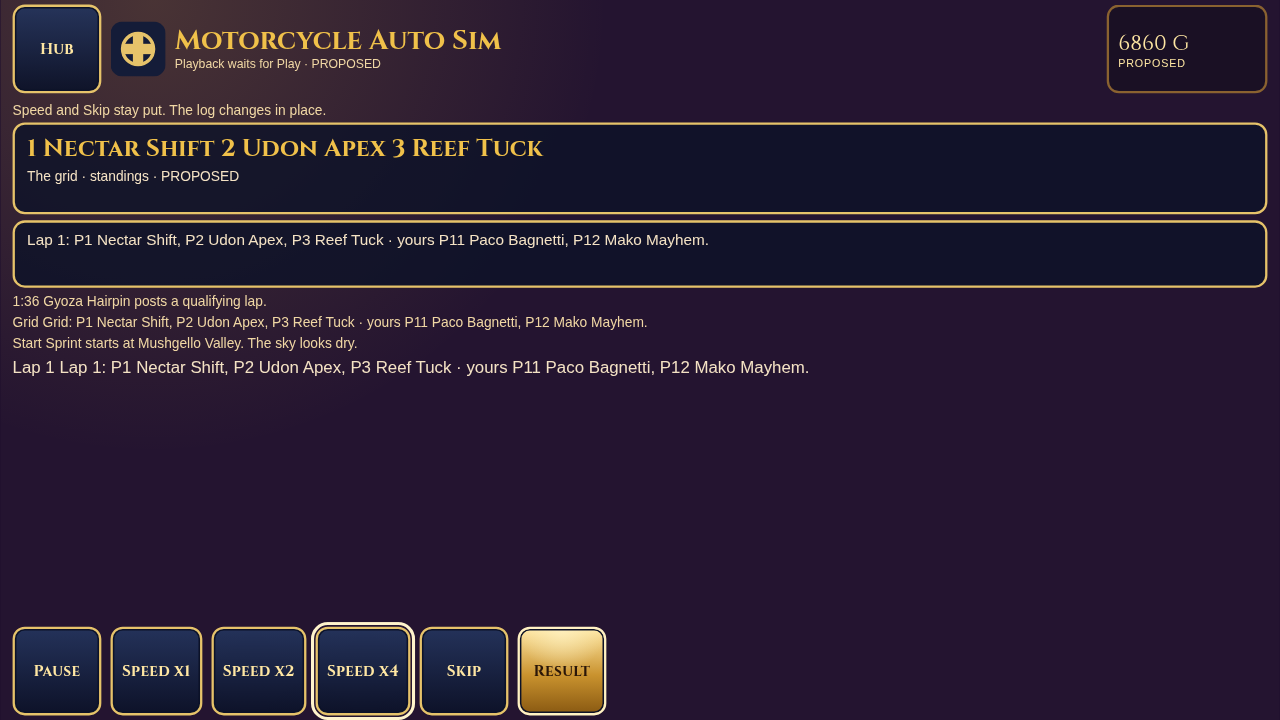 Hub
Motorcycle Auto Sim
Playback waits for Play · PROPOSED
6860 G
PROPOSED
Speed and Skip stay put. The log changes in place.
1 Nectar Shift 2 Udon Apex 3 Reef Tuck
The grid · standings · PROPOSED
Lap 1: P1 Nectar Shift, P2 Udon Apex, P3 Reef Tuck · yours P11 Paco Bagnetti, P12 Mako Mayhem.
1:36 Gyoza Hairpin posts a qualifying lap.
Grid Grid: P1 Nectar Shift, P2 Udon Apex, P3 Reef Tuck · yours P11 Paco Bagnetti, P12 Mako Mayhem.
Start Sprint starts at Mushgello Valley. The sky looks dry.
Lap 1 Lap 1: P1 Nectar Shift, P2 Udon Apex, P3 Reef Tuck · yours P11 Paco Bagnetti, P12 Mako Mayhem.
Pause
Speed x1
Speed x2
Speed x4
Skip
Result